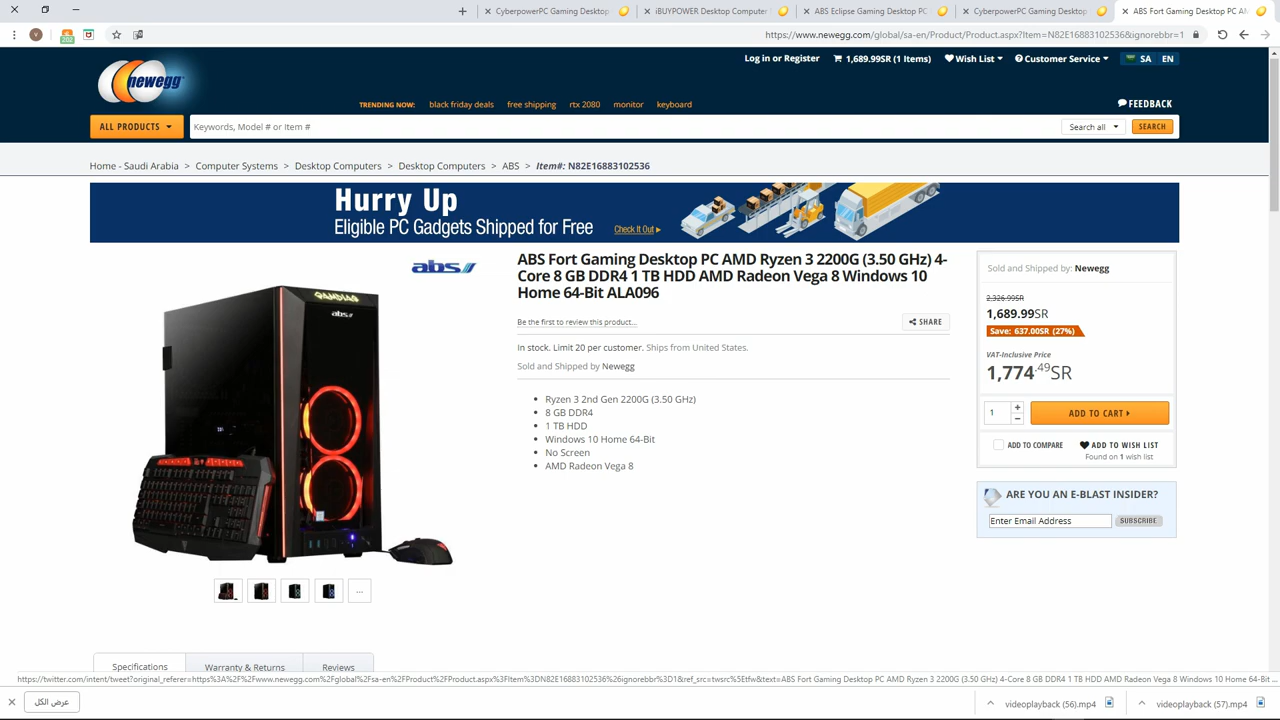 CyberpowerPC Gaming Desktop
iBUYPOWER Desktop Computer
ABS Eclipse Gaming Desktop PC
CyberpowerPC Gaming Desktop
ABS Fort Gaming Desktop PC AM
https://www.newegg.com/global/sa-en/Product/Product.aspx?Item=N82E16883102536&ignorebbr=1
newegg
Log in or Register
1,689.99SR (1 Items)
Wish List
Customer Service
SA
EN
TRENDING NOW: black friday deals free shipping rtx 2080 monitor keyboard
FEEDBACK
ALL PRODUCTS
Keywords, Model # or Item #
Search all
SEARCH
Home - Saudi Arabia > Computer Systems > Desktop Computers > Desktop Computers > ABS > Item#: N82E16883102536
Hurry Up
Eligible PC Gadgets Shipped for Free
Check It Out
abs
GAMDIAS
abs
ABS Fort Gaming Desktop PC AMD Ryzen 3 2200G (3.50 GHz) 4-
Core 8 GB DDR4 1 TB HDD AMD Radeon Vega 8 Windows 10
Home 64-Bit ALA096
Be the first to review this product...
SHARE
In stock. Limit 20 per customer. Ships from United States.
Sold and Shipped by Newegg
Ryzen 3 2nd Gen 2200G (3.50 GHz)
8 GB DDR4
1 TB HDD
Windows 10 Home 64-Bit
No Screen
AMD Radeon Vega 8
Sold and Shipped by: Newegg
2,326.99SR
1,689.99SR
Save: 637.00SR (27%)
VAT-Inclusive Price
1,774.49SR
1
+
−
ADD TO CART
ADD TO COMPARE
ADD TO WISH LIST
Found on 1 wish list
ARE YOU AN E-BLAST INSIDER?
Enter Email Address
SUBSCRIBE
...
Specifications
Warranty & Returns
Reviews
https://twitter.com/intent/tweet?original_referer=https%3A%2F%2Fwww.newegg.com%2Fglobal%2Fsa-en%2FProduct%2FProduct.aspx%3FItem%3DN82E16883102536%26ignorebbr%3D1&ref_src=twsrc%5Etfw&text=ABS Fort Gaming Desktop PC AMD Ryzen 3 2200G (3.50 GHz) 4-Core 8 GB DDR4 1 TB HDD AMD Radeon Vega 8 Windows 10 Home 64-Bit ...
عرض الكل
videoplayback (56).mp4
videoplayback (57).mp4